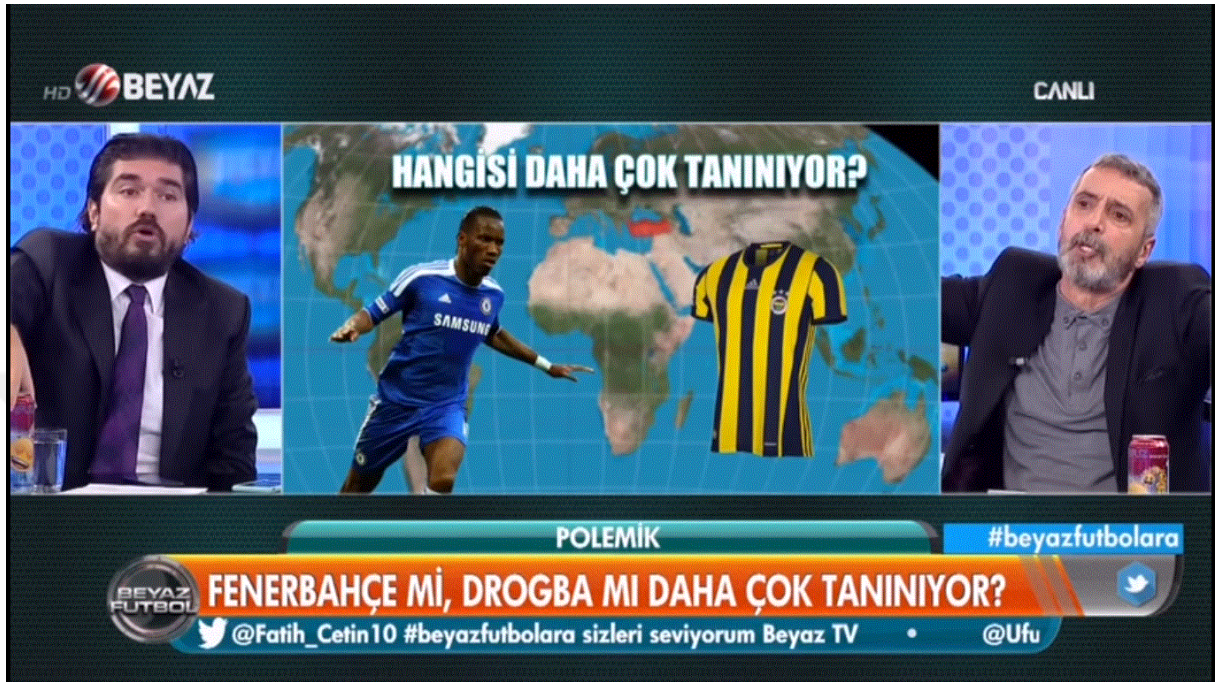 HD BEYAZ
CANLI
HANGİSİ DAHA ÇOK TANINIYOR?
SAMSUNG
POLEMİK
#beyazfutbolara
BEYAZ
FUTBOL
FENERBAHÇE Mİ, DROGBA MI DAHA ÇOK TANINIYOR?
@Fatih_Cetin10 #beyazfutbolara sizleri seviyorum Beyaz TV • @Ufu